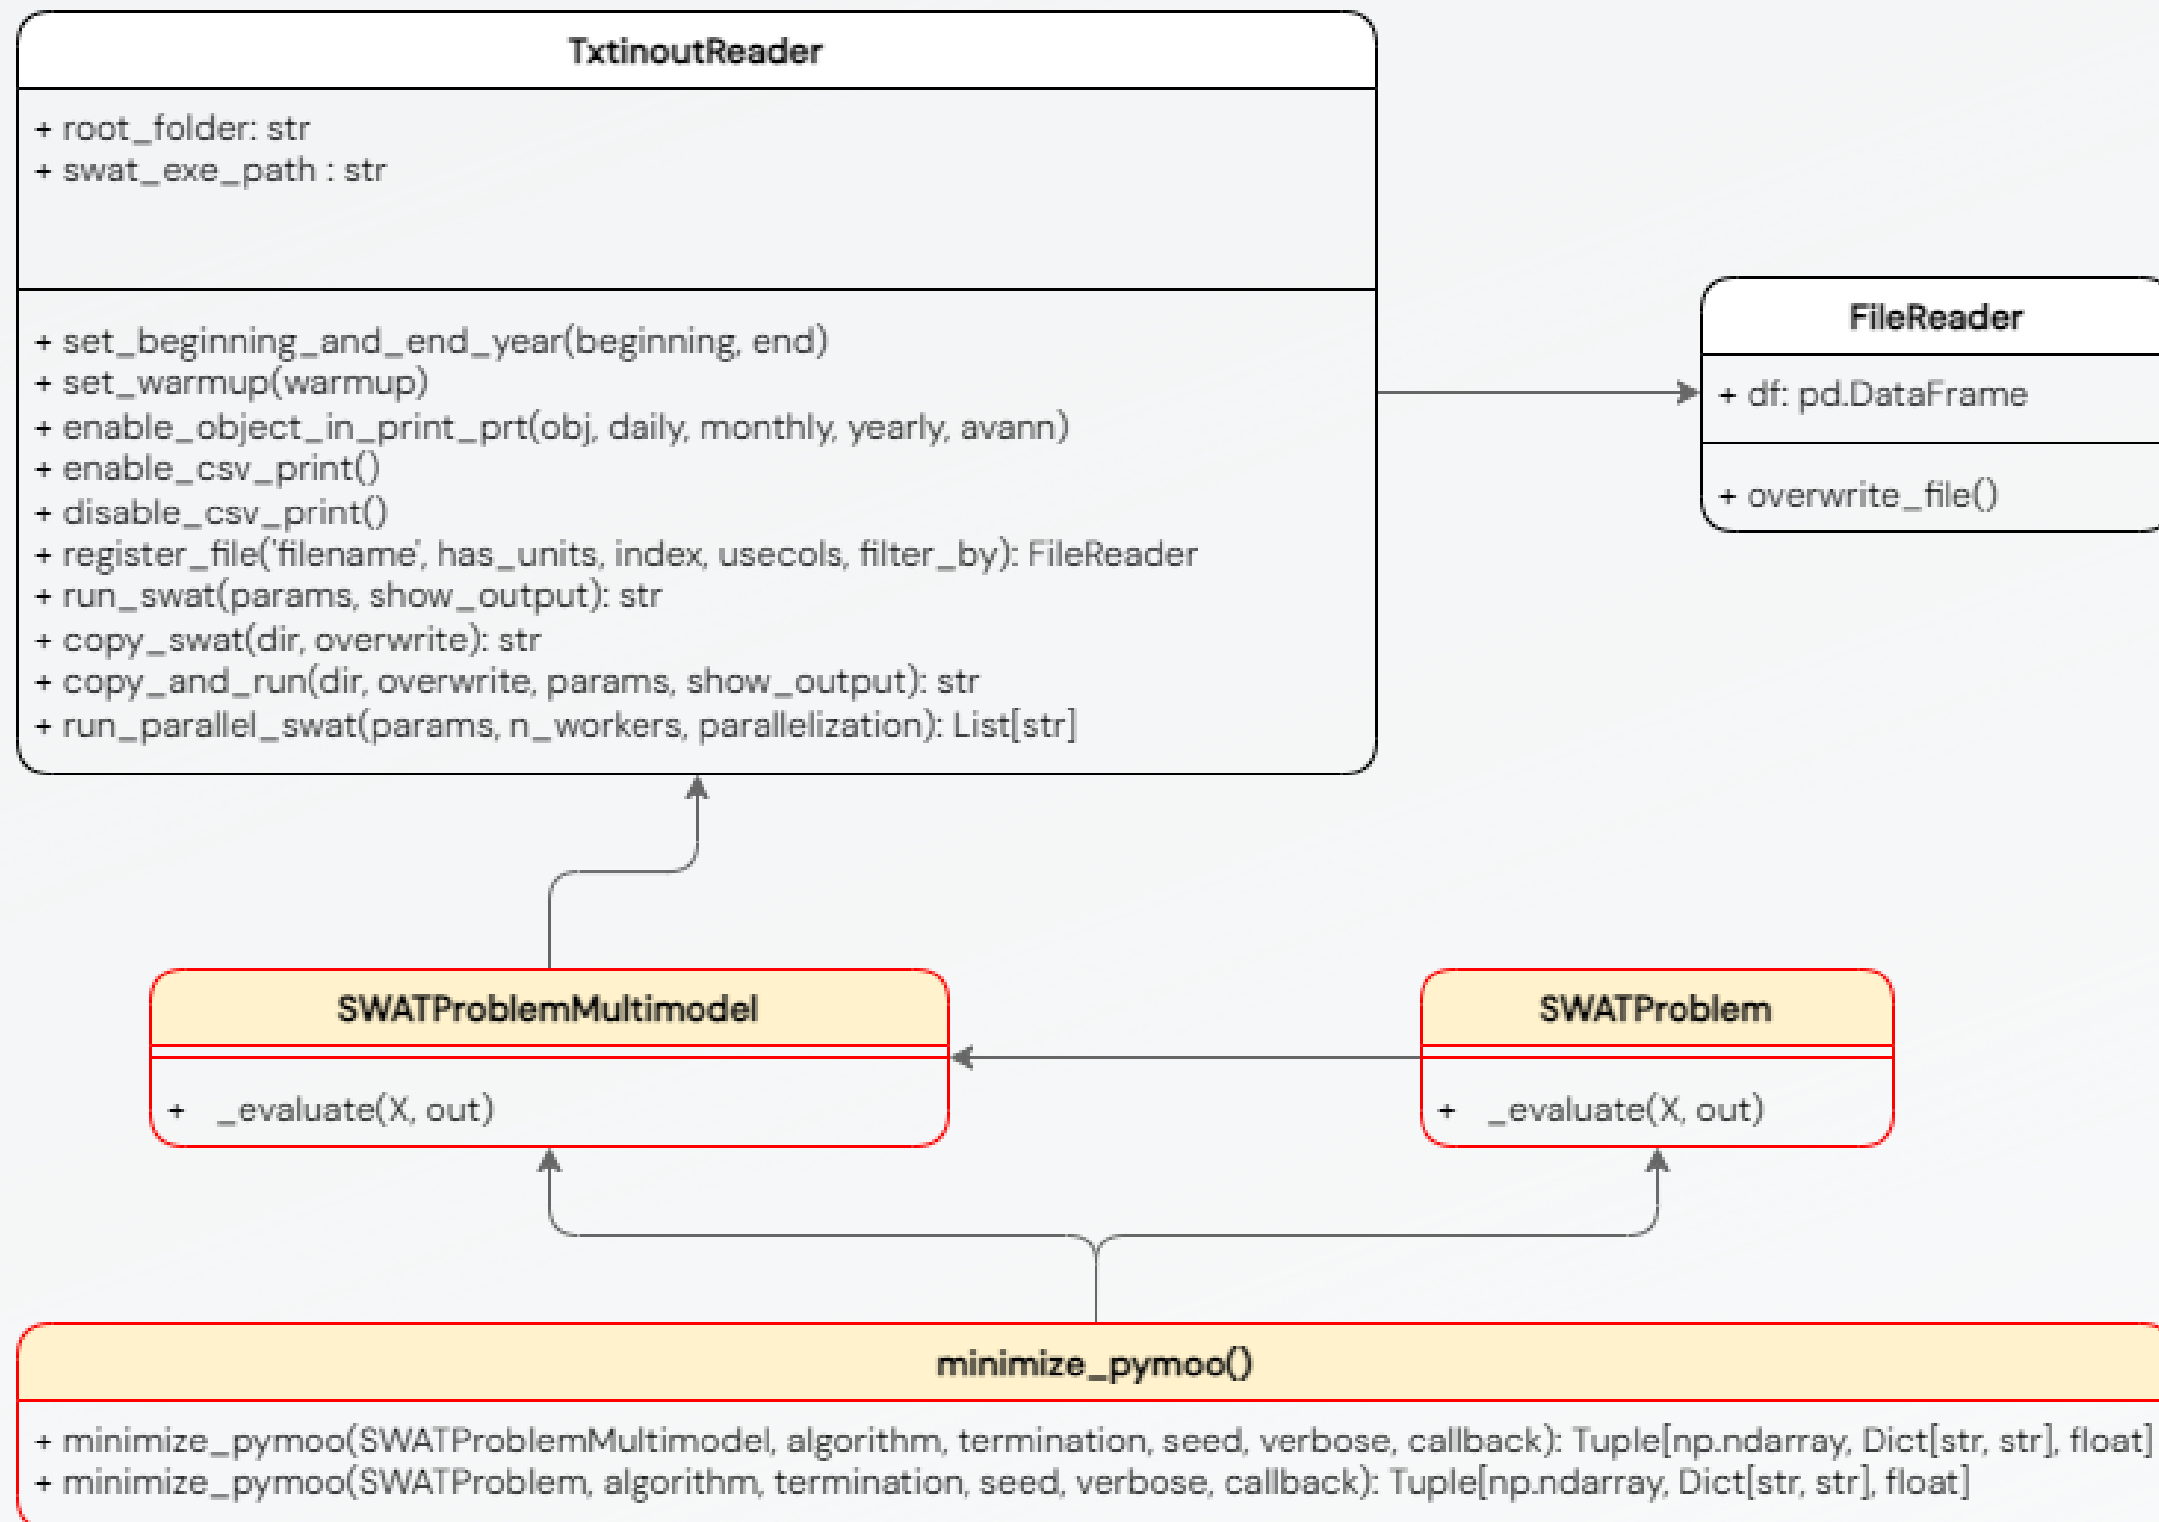 TxtinoutReader
+ root_folder: str
+ swat_exe_path : str
+ set_beginning_and_end_year(beginning, end)
+ set_warmup(warmup)
+ enable_object_in_print_prt(obj, daily, monthly, yearly, avann)
+ enable_csv_print()
+ disable_csv_print()
+ register_file('filename', has_units, index, usecols, filter_by): FileReader
+ run_swat(params, show_output): str
+ copy_swat(dir, overwrite): str
+ copy_and_run(dir, overwrite, params, show_output): str
+ run_parallel_swat(params, n_workers, parallelization): List[str]
FileReader
+ df: pd.DataFrame
+ overwrite_file()
SWATProblemMultimodel
+ _evaluate(X, out)
SWATProblem
+ _evaluate(X, out)
minimize_pymoo()
+ minimize_pymoo(SWATProblemMultimodel, algorithm, termination, seed, verbose, callback): Tuple[np.ndarray, Dict[str, str], float]
+ minimize_pymoo(SWATProblem, algorithm, termination, seed, verbose, callback): Tuple[np.ndarray, Dict[str, str], float]